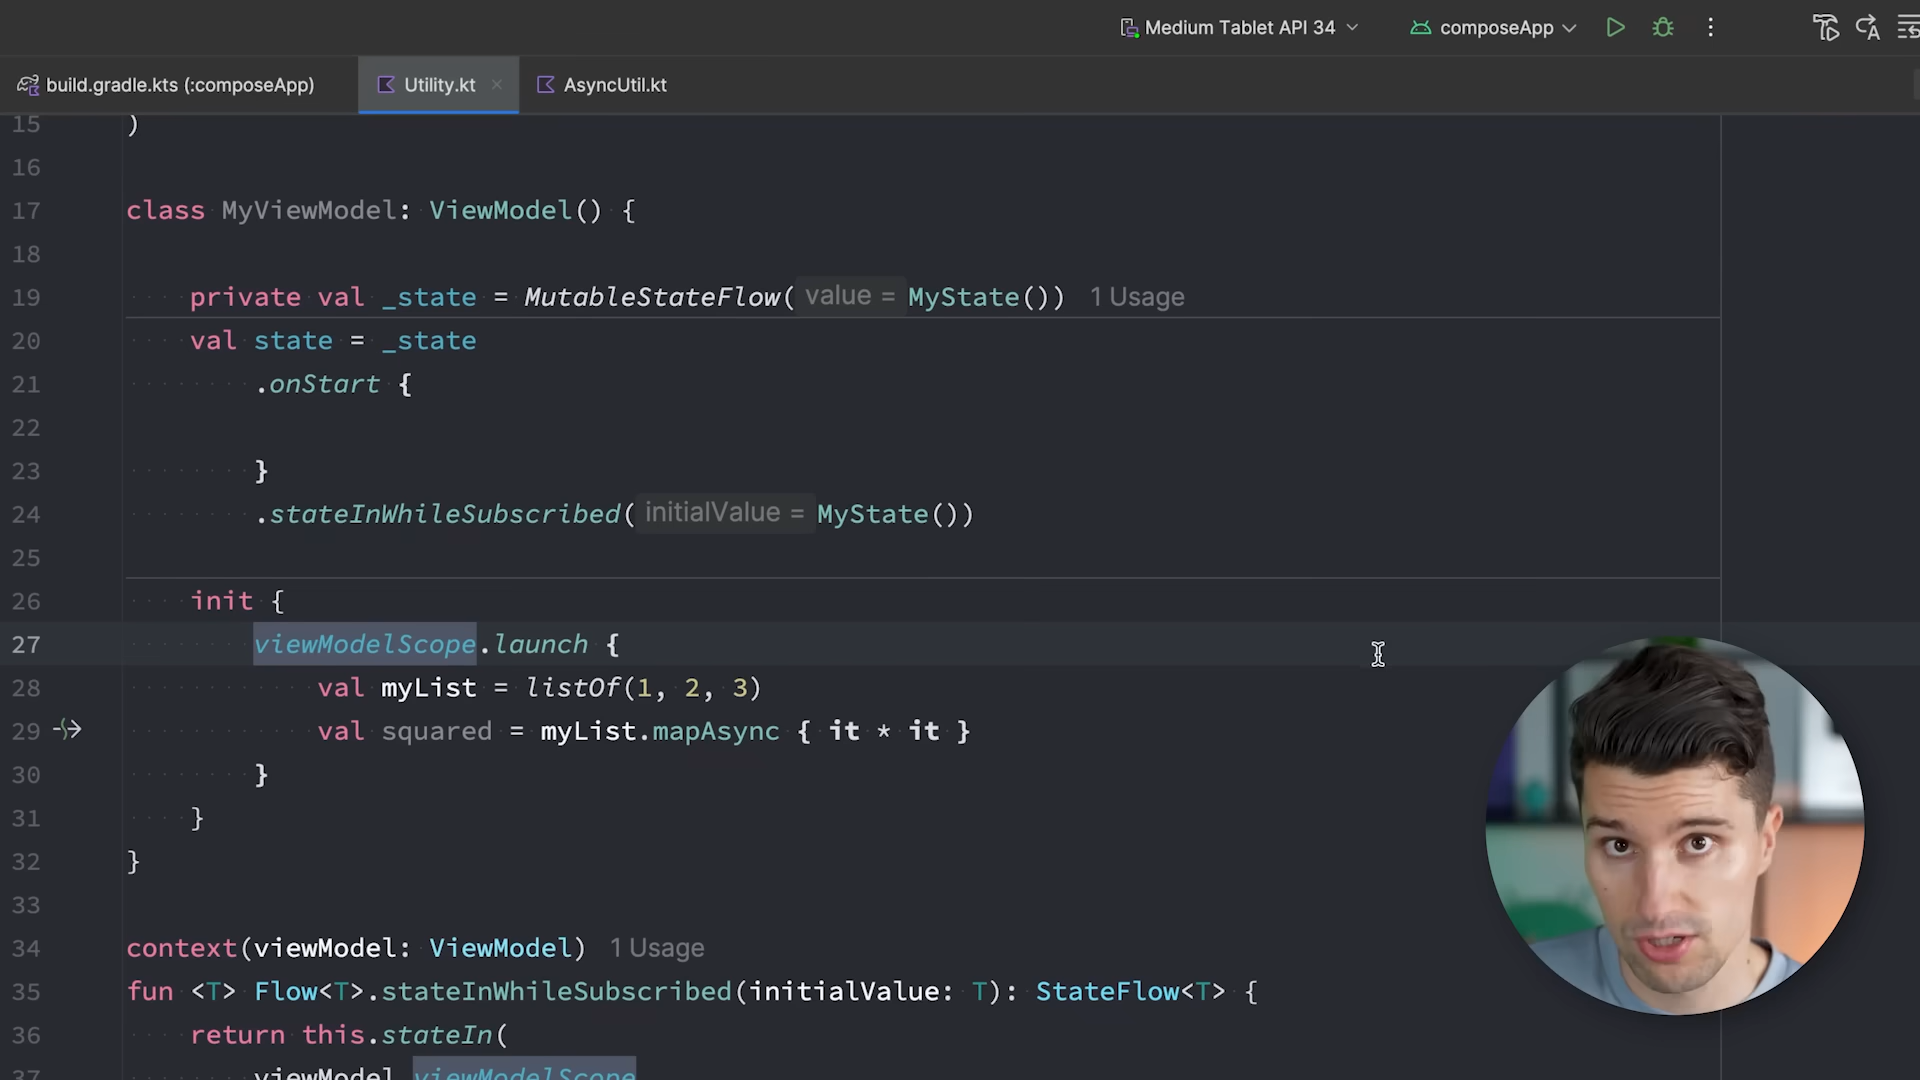 Medium Tablet API 34
composeApp
build.gradle.kts (:composeApp)
Utility.kt
AsyncUtil.kt
15 )
16
17 class MyViewModel: ViewModel() {
18
19 private val _state = MutableStateFlow( value = MyState()) 1 Usage
20 val state = _state
21 .onStart {
22
23 }
24 .stateInWhileSubscribed( initialValue = MyState())
25
26 init {
27 viewModelScope.launch {
28 val myList = listOf(1, 2, 3)
29 val squared = myList.mapAsync { it * it }
30 }
31 }
32 }
33
34 context(viewModel: ViewModel) 1 Usage
35 fun <T> Flow<T>.stateInWhileSubscribed(initialValue: T): StateFlow<T> {
36 return this.stateIn(
37 viewModel.viewModelScope